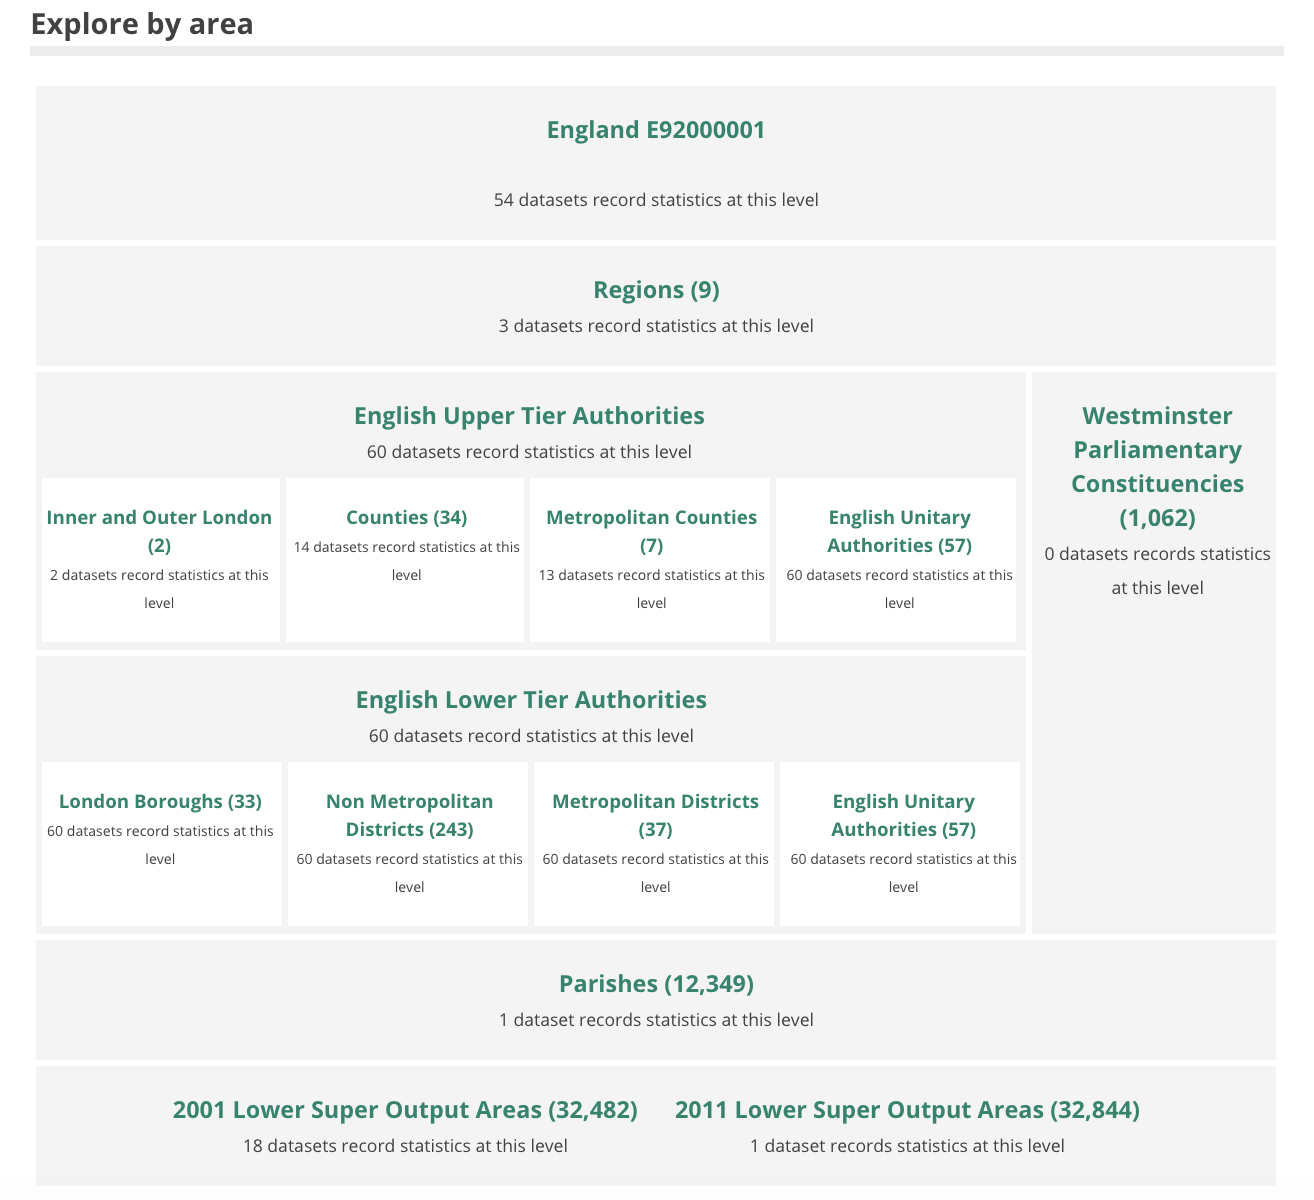 Explore by area
England E92000001
54 datasets record statistics at this level
Regions (9)
3 datasets record statistics at this level
English Upper Tier Authorities
60 datasets record statistics at this level
Inner and Outer London
(2)
2 datasets record statistics at this
level
Counties (34)
14 datasets record statistics at this
level
Metropolitan Counties
(7)
13 datasets record statistics at this
level
English Unitary
Authorities (57)
60 datasets record statistics at this
level
Westminster
Parliamentary
Constituencies
(1,062)
0 datasets records statistics
at this level
English Lower Tier Authorities
60 datasets record statistics at this level
London Boroughs (33)
60 datasets record statistics at this
level
Non Metropolitan
Districts (243)
60 datasets record statistics at this
level
Metropolitan Districts
(37)
60 datasets record statistics at this
level
English Unitary
Authorities (57)
60 datasets record statistics at this
level
Parishes (12,349)
1 dataset records statistics at this level
2001 Lower Super Output Areas (32,482)
18 datasets record statistics at this level
2011 Lower Super Output Areas (32,844)
1 dataset records statistics at this level